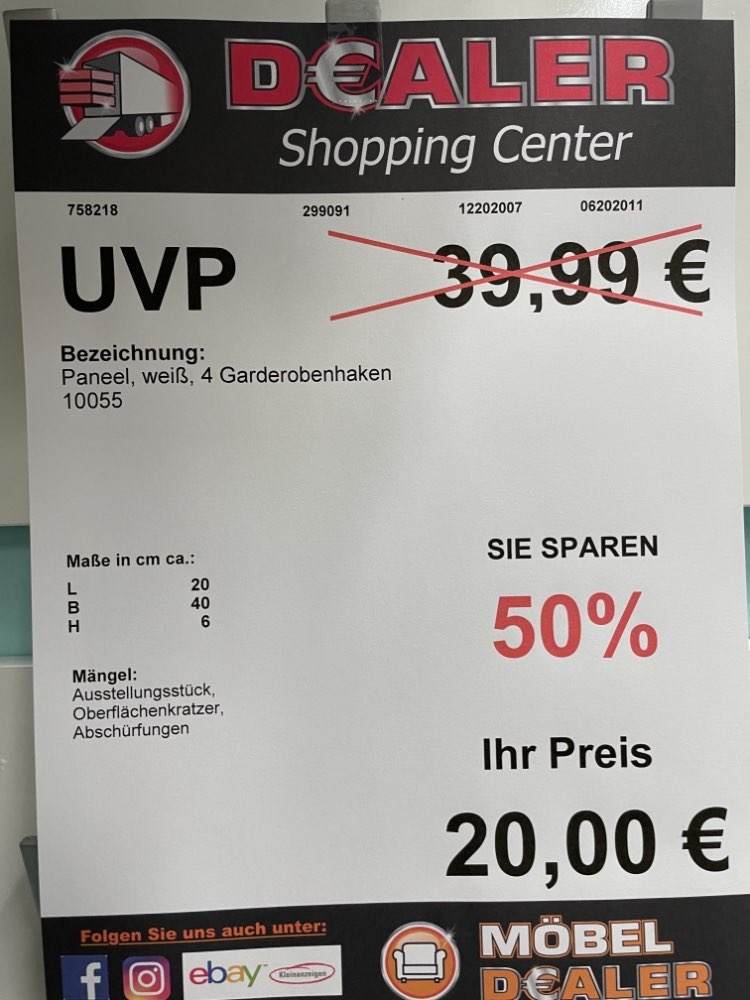 D€ALER
Shopping Center
758218 299091 12202007 06202011
UVP 39,99 €
Bezeichnung:
Paneel, weiß, 4 Garderobenhaken
10055
Maße in cm ca.:
L 20
B 40
H 6
SIE SPAREN
50%
Mängel:
Ausstellungsstück,
Oberflächenkratzer,
Abschürfungen
Ihr Preis
20,00 €
Folgen Sie uns auch unter:
f
ebay Kleinanzeigen
MÖBEL
D€ALER